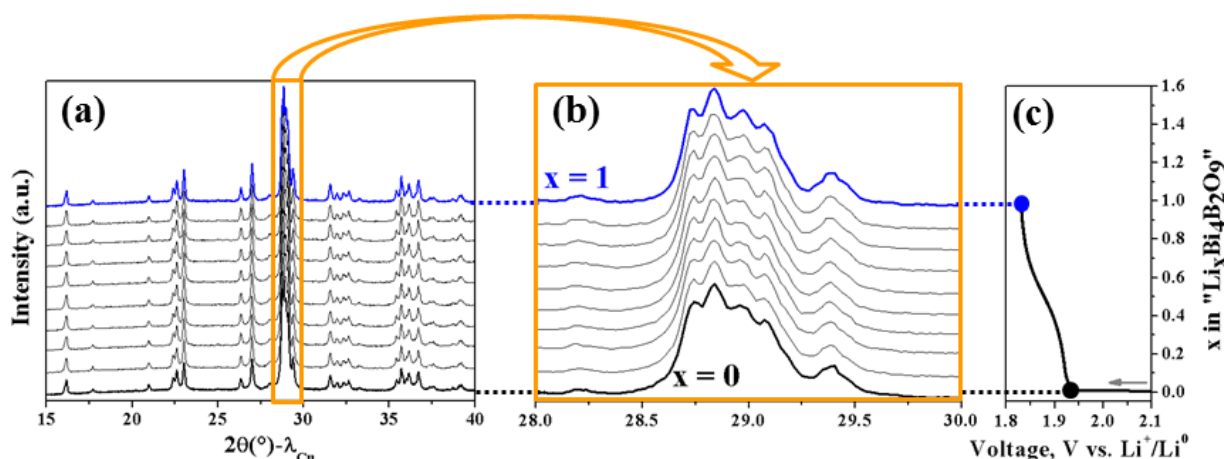 (a)
Intensity (a.u.)
15 20 25 30 35 40
2θ(°)-λCu
(b)
x = 1
x = 0
28.0 28.5 29.0 29.5 30.0
(c)
1.6
1.4
1.2
1.0
0.8
0.6
0.4
0.2
0.0
x in "LixBi4B2O9"
1.8 1.9 2.0 2.1
Voltage, V vs. Li+/Li0